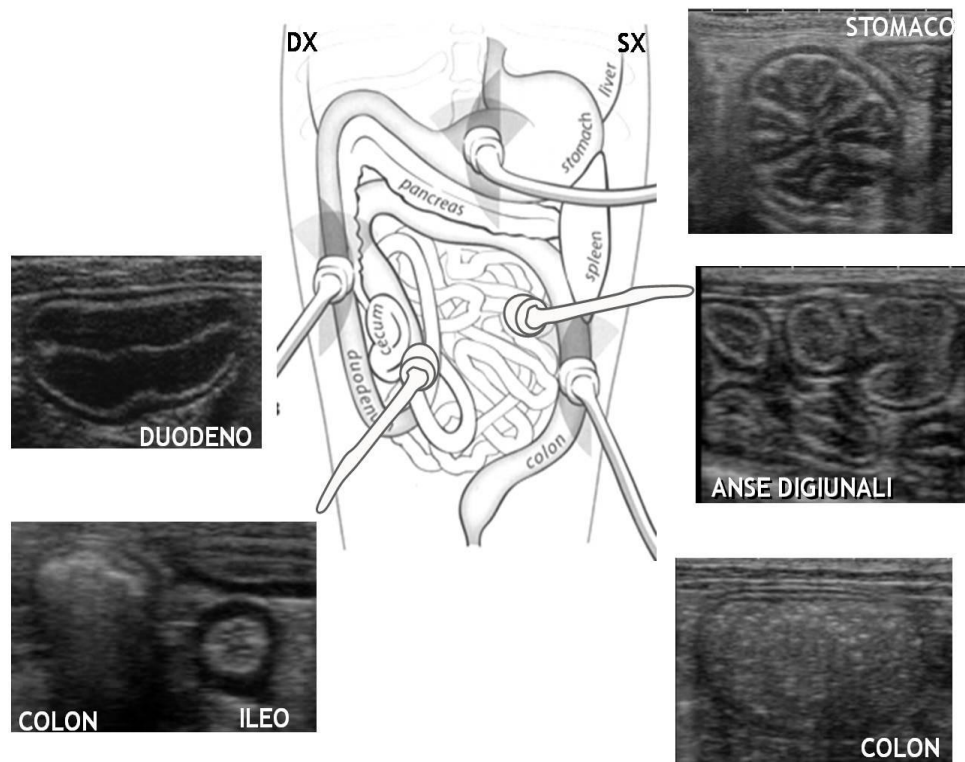 DX
SX
STOMACO
liver
stomach
pancreas
spleen
cecum
duodenum
colon
DUODENO
ANSE DIGIUNALI
COLON
ILEO
COLON